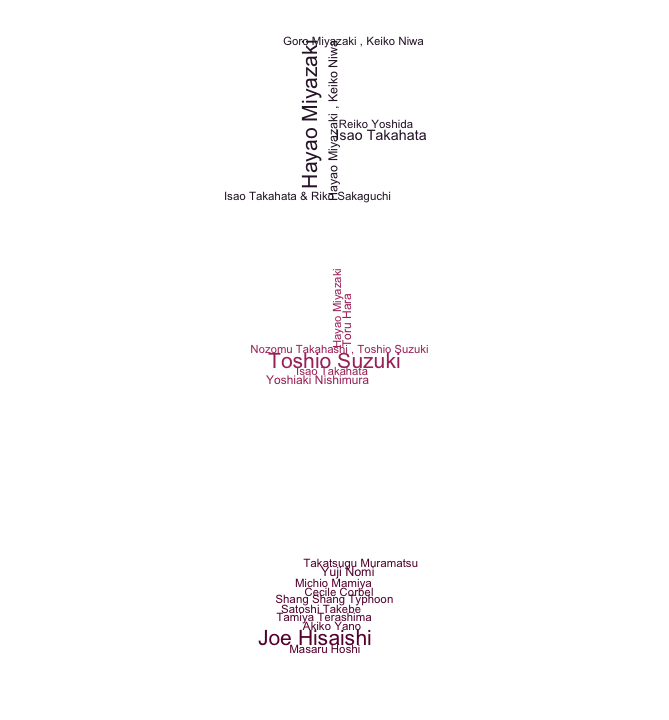 Goro Miyazaki , Keiko Niwa
Hayao Miyazaki
Hayao Miyazaki , Keiko Niwa
Reiko Yoshida
Isao Takahata
Isao Takahata & Riko Sakaguchi
Hayao Miyazaki
Toru Hara
Nozomu Takahashi , Toshio Suzuki
Toshio Suzuki
Isao Takahata
Yoshiaki Nishimura
Takatsugu Muramatsu
Yuji Nomi
Michio Mamiya
Cecile Corbel
Shang Shang Typhoon
Satoshi Takebe
Tamiya Terashima
Akiko Yano
Joe Hisaishi
Masaru Hoshi